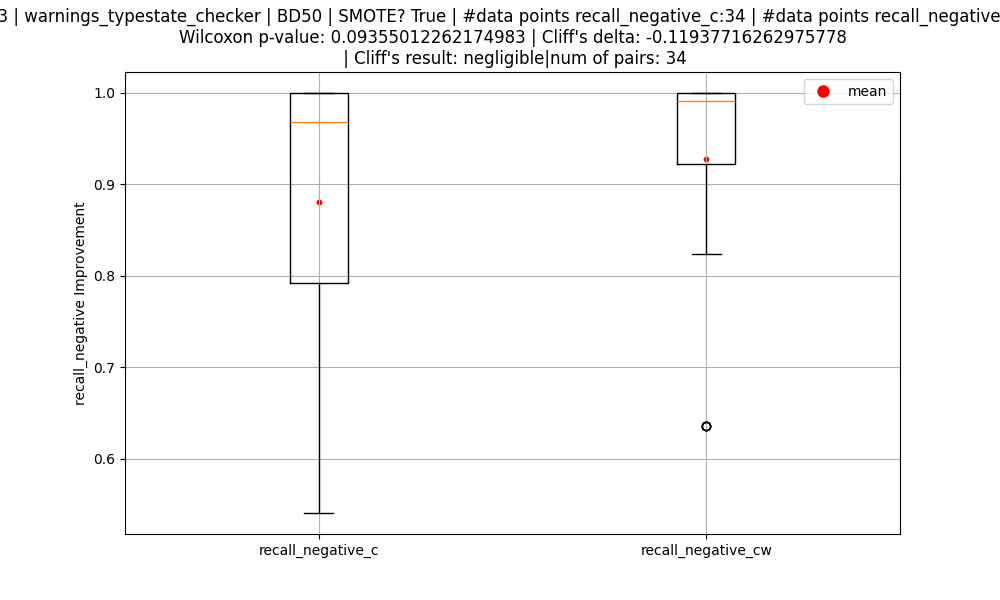 3 | warnings_typestate_checker | BD50 | SMOTE? True | #data points recall_negative_c:34 | #data points recall_negative
Wilcoxon p-value: 0.09355012262174983 | Cliff's delta: -0.11937716262975778
| Cliff's result: negligible|num of pairs: 34
mean
1.0
0.9
0.8
0.7
0.6
recall_negative Improvement
recall_negative_c
recall_negative_cw